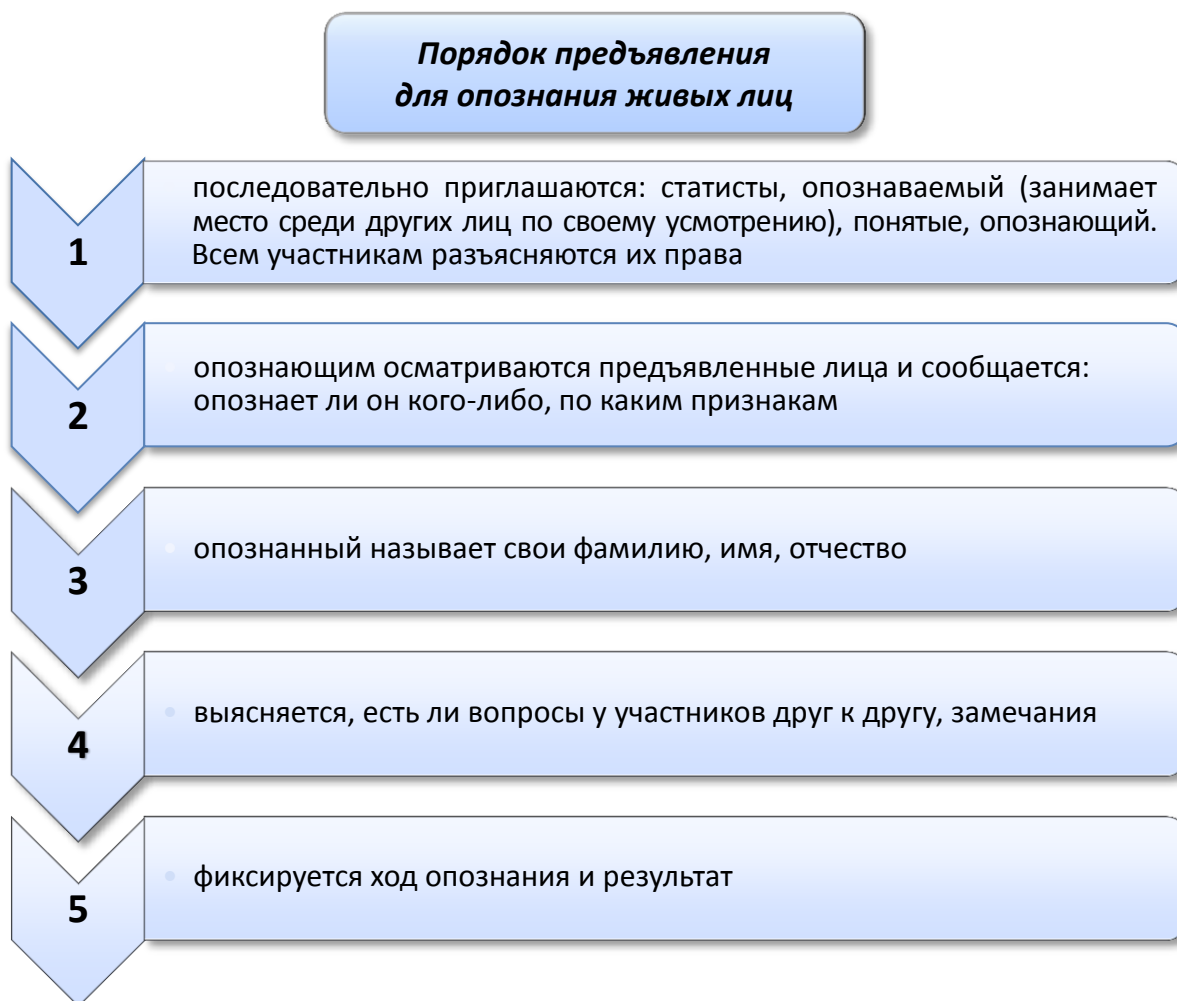 Порядок предъявления
для опознания живых лиц
последовательно приглашаются: статисты, опознаваемый (занимает
место среди других лиц по своему усмотрению), понятые, опознающий.
Всем участникам разъясняются их права
1
опознающим осматриваются предъявленные лица и сообщается:
опознает ли он кого-либо, по каким признакам
2
• опознанный называет свои фамилию, имя, отчество
3
• выясняется, есть ли вопросы у участников друг к другу, замечания
4
• фиксируется ход опознания и результат
5